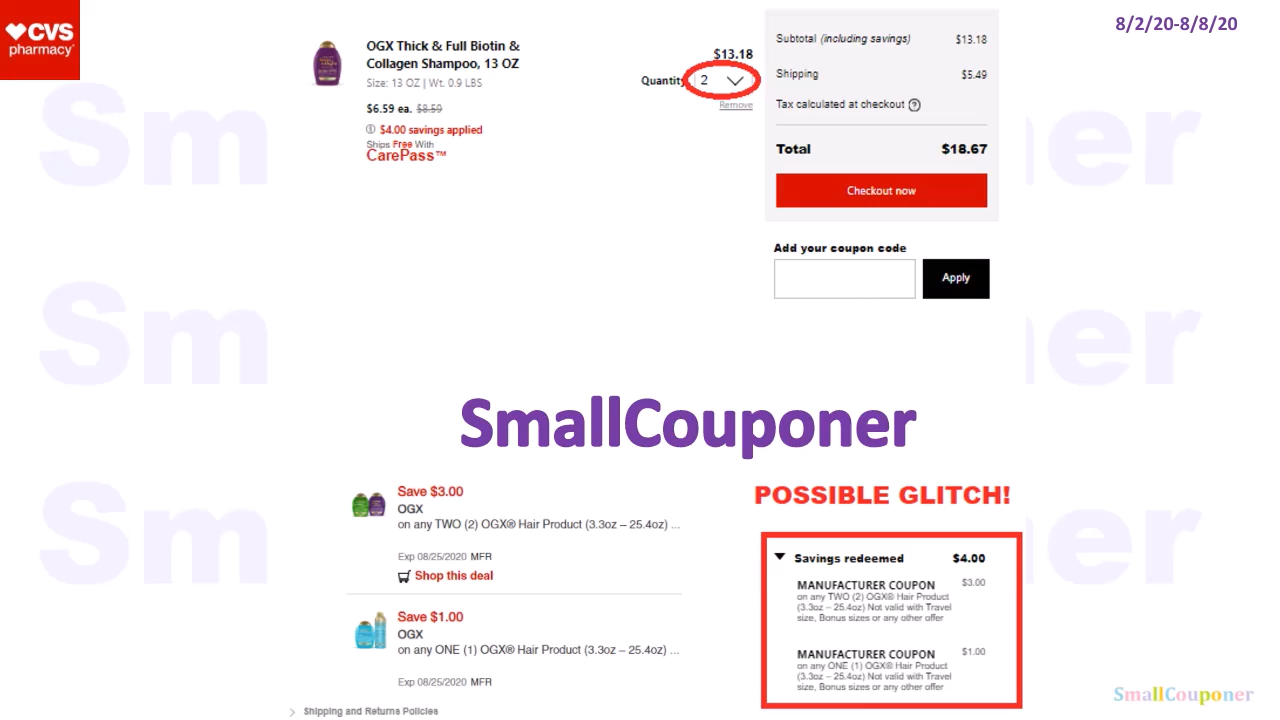 CVS
pharmacy
8/2/20-8/8/20
OGX Thick & Full Biotin &
Collagen Shampoo, 13 OZ
Size: 13 OZ | Wt. 0.9 LBS
$6.59 ea. $8.59
$4.00 savings applied
Ships Free With
CarePass™
$13.18
Quantity 2
Remove
Subtotal (including savings) $13.18
Shipping $5.49
Tax calculated at checkout ?
Total $18.67
Checkout now
Add your coupon code
Apply
Sm er
Sm er
SmallCouponer
Save $3.00
OGX
on any TWO (2) OGX® Hair Product (3.3oz – 25.4oz) ...
Exp 08/25/2020 MFR
Shop this deal
Save $1.00
OGX
on any ONE (1) OGX® Hair Product (3.3oz – 25.4oz) ...
Exp 08/25/2020 MFR
Shipping and Returns Policies
POSSIBLE GLITCH!
Savings redeemed $4.00
MANUFACTURER COUPON $3.00
on any TWO (2) OGX® Hair Product
(3.3oz – 25.4oz) Not valid with Travel
size, Bonus sizes or any other offer
MANUFACTURER COUPON $1.00
on any ONE (1) OGX® Hair Product
(3.3oz – 25.4oz) Not valid with Travel
size, Bonus sizes or any other offer
Sm er
SmallCouponer